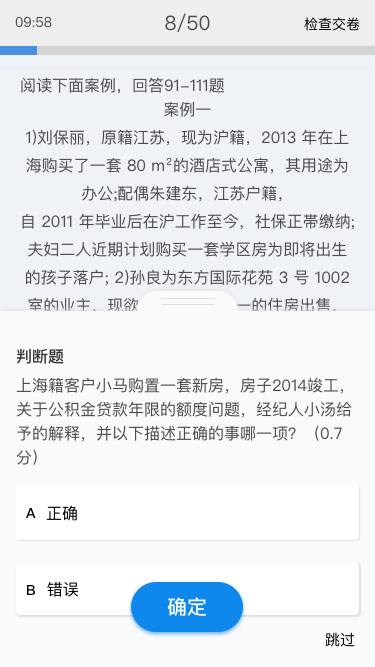 09:58
8/50
检查交卷
阅读下面案例，回答91-111题
案例一
1)刘保丽，原籍江苏，现为沪籍，2013 年在上
海购买了一套 80 m²的酒店式公寓，其用途为
办公;配偶朱建东，江苏户籍，
自 2011 年毕业后在沪工作至今，社保正带缴纳;
夫妇二人近期计划购买一套学区房为即将出生
的孩子落户; 2)孙良为东方国际花苑 3 号 1002
室的业主，现欲 一的住房出售，
判断题
上海籍客户小马购置一套新房，房子2014竣工，
关于公积金贷款年限的额度问题，经纪人小汤给
予的解释，并以下描述正确的事哪一项？（0.7
分）
A 正确
B 错误
确定
跳过